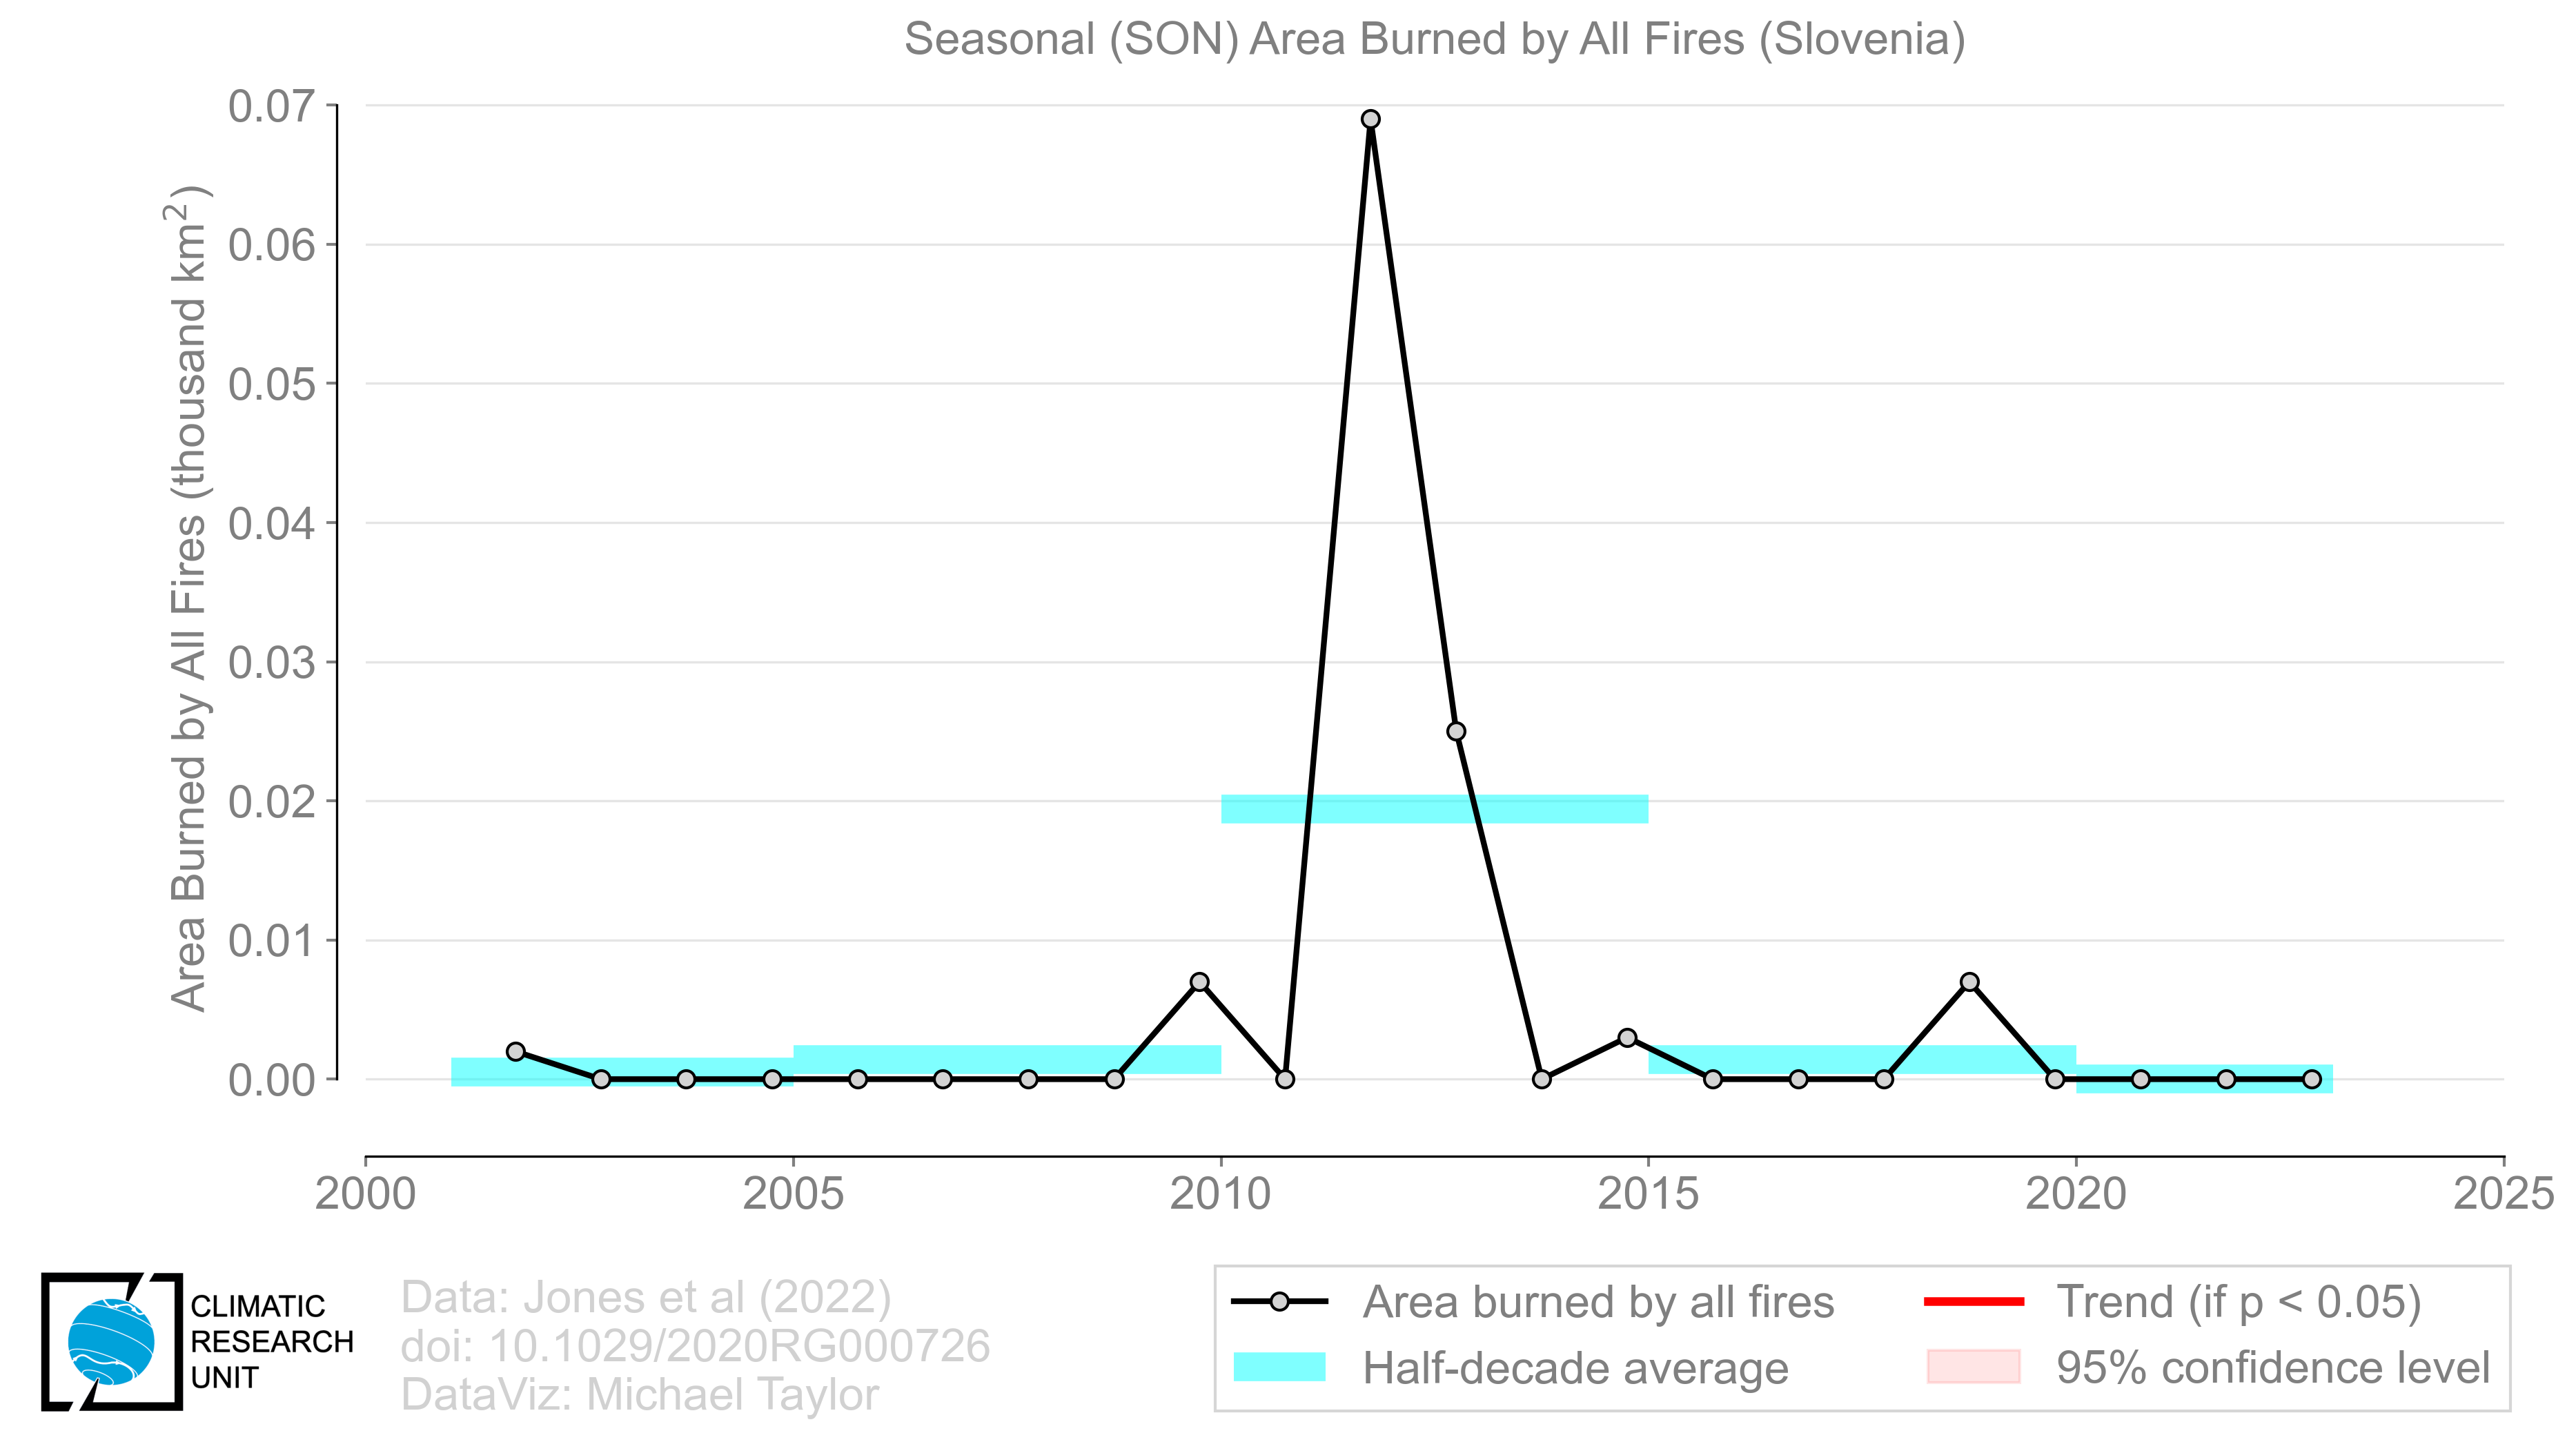 Seasonal (SON) Area Burned by All Fires (Slovenia)
Area Burned by All Fires (thousand km²)
0.07
0.06
0.05
0.04
0.03
0.02
0.01
0.00
2000 2005 2010 2015 2020 2025
CLIMATIC
RESEARCH
UNIT
Data: Jones et al (2022)
doi: 10.1029/2020RG000726
DataViz: Michael Taylor
Area burned by all fires
Half-decade average
Trend (if p < 0.05)
95% confidence level